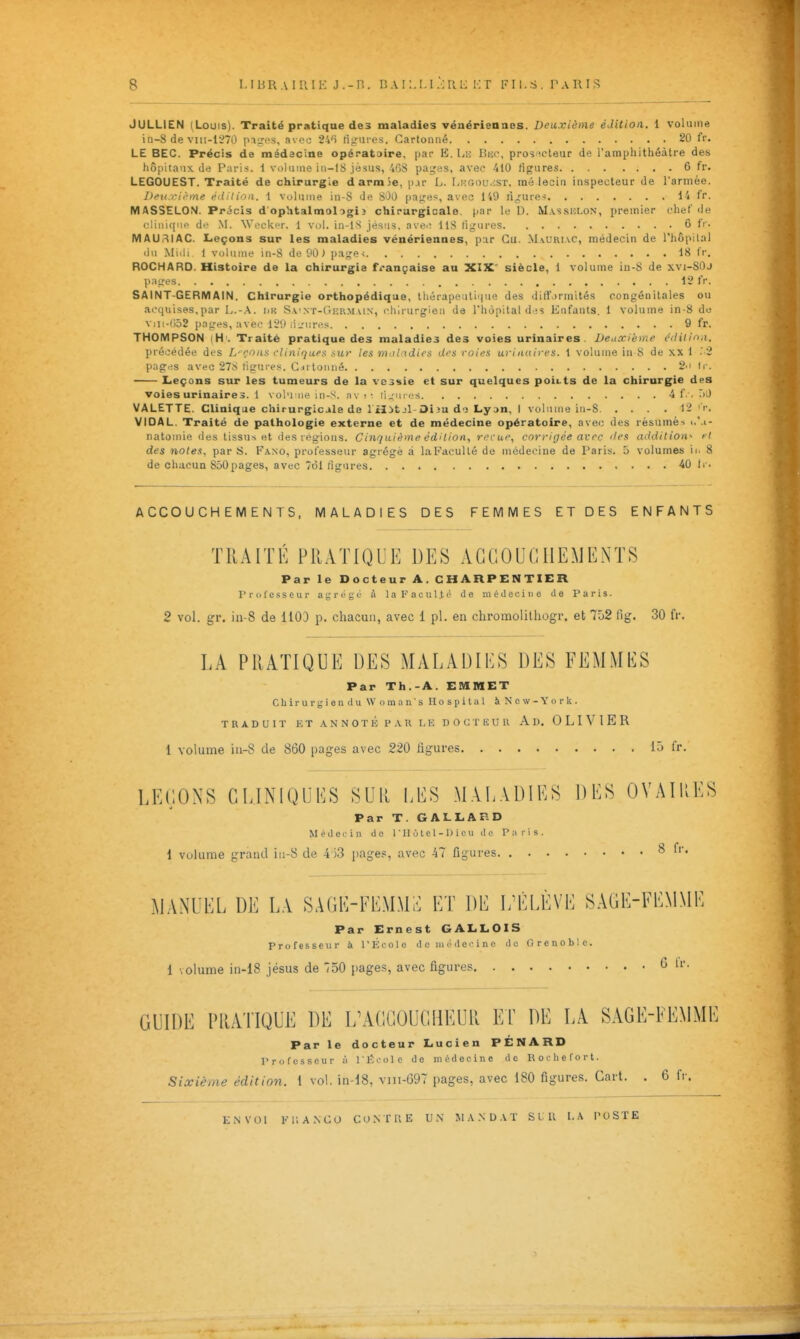 8 LIBRAIRIE J.-B. BAILLIÈRE ET FILS. PARIS
JULLIEN (Louis). Traité pratique des maladies vénériennes. Deuxième édition. 1 volume
in-8 de VIII-1270 pages, avec 246 figures. Cartonné. 20 fr.
LE BEC. Précis de médecine opératoire, par E. LE BEC, prosecteur de l'amphithéâtre des
hôpitaux de Paris. 1 volume in-18 jésus, 468 pages, avec 410 figures. 6 fr.
LEGOUEST. Traité de chirurgie d'armée, par L. LEGOUEST, médecin inspecteur de l'armée.
Deuxième édition. 1 volume in-8 de 800 pages, avec 149 figures. 14 fr.
MASSELON. Précis d'ophtalmologie chirurgicale, par le D. MASSELON, premier chef de
clinique de M. Wecker. 1 vol. in-18 jésus, avec 118 figures. 6 fr.
MAURIAC. Leçons sur les maladies vénériennes, par CH. MAURIAC, médecin de l'hôpital
du Midi. 1 volume in-8 de 900 pages. 18 fr.
ROCHARD. Histoire de la chirurgie française au XIX siècle, 1 volume in-8 de XVI-800
pages. 12 fr.
SAINT-GERMAIN. Chirurgie orthopédique, thérapeutique des difformités congénitales ou
acquises, par L.-A. DE SAINT-GERMAIN, chirurgien de l'hôpital des Enfants. 1 volume in-8 de
VIII-652 pages, avec 129 figures. 9 fr.
THOMPSON (H). Traité pratique des maladies des voies urinaires. Deuxième édition,
précédée des Leçons cliniques sur les maladies des voies urinaires. 1 volume in 8 de XX
pages avec 278 figures. Cartonné. 20 fr.
—— Leçons sur les tumeurs de la vessie et sur quelques points de la chirurgie des
voies urinaires. 1 volume in-8, avec figures. 4 fr. 50
VALETTE. Clinique chirurgicale de l'Hôtel-Dieu de Lyon, 1 volume in-8. 12 fr.
VIDAL. Traité de pathologie externe et de médecine opératoire, avec des résumés d'a-
natomie des tissus et des régions. Cinquième édition, revue, corrigée avec des additions et
des notes, par S. FANO, professeur agrégé à la Faculté de médecine de Paris. 5 volumes in 8
de chacun 850 pages, avec 761 figures. 40 fr.
ACCOUCHEMENTS, MALADIES DES FEMMES ET DES ENFANTS
TRAITÉ PRATIQUE DES ACCOUCHEMENTS
Par le Docteur A. CHARPENTIER
Professeur agrégé à la Faculté de médecine de Paris.
2 vol. gr. in-8 de 1100 p. chacun, avec 1 pl. en chromolithogr. et 752 fig. 30 fr.
LA PRATIQUE DES MALADIES DES FEMMES
Par Th.-A. EMMET
Chirurgien du Woman's Hospital à New-York.
TRADUIT ET ANNOTÉ PAR LE DOCTEUR AD. OLIVIER
1 volume in-8 de 860 pages avec 220 figures. 15 fr.
LEÇONS CLINIQUES SUR LES MALADIES DES OVAIRES
Par T. GALLARD
Médecin de l'Hôtel-Dieu de Paris.
1 volume grand in-8 de 463 pages, avec 47 figures. 8 fr.
MANUEL DE LA SAGE-FEMME ET DE L'ÉLÈVE SAGE-FEMME
Par Ernest GALLOIS
Professeur à l'École de médecine de Grenoble.
1 volume in-18 jésus de 750 pages, avec figures. 6 fr.
GUIDE PRATIQUE DE L'ACCOUCHEUR ET DE LA SAGE-FEMME
Par le docteur Lucien PÉNARD
Professeur à l'École de médecine de Rochefort.
Sixième édition. 1 vol. in-18, VIII-697 pages, avec 180 figures. Cart. . 6 fr.
ENVOI FRANCO CONTRE UN MANDAT SUR LA POSTE